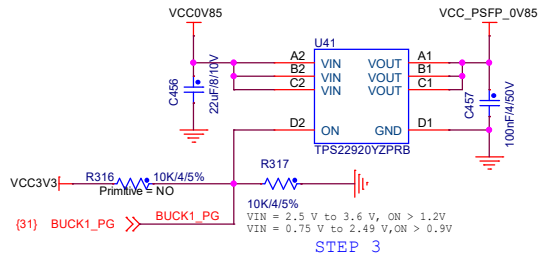 VCC0V85
VCC_PSFP_0V85
U41
A2 VIN VOUT A1
B2 VIN VOUT B1
C2 VIN VOUT C1
C456
22uF/8/10V
C457
100nF/4/50V
D2 ON GND D1
TPS22920YZPRB
VCC3V3
R316 10K/4/5%
Primitive = NO
R317
10K/4/5%
{31} BUCK1_PG BUCK1_PG
VIN = 2.5 V to 3.6 V, ON > 1.2V
VIN = 0.75 V to 2.49 V,ON > 0.9V
STEP 3